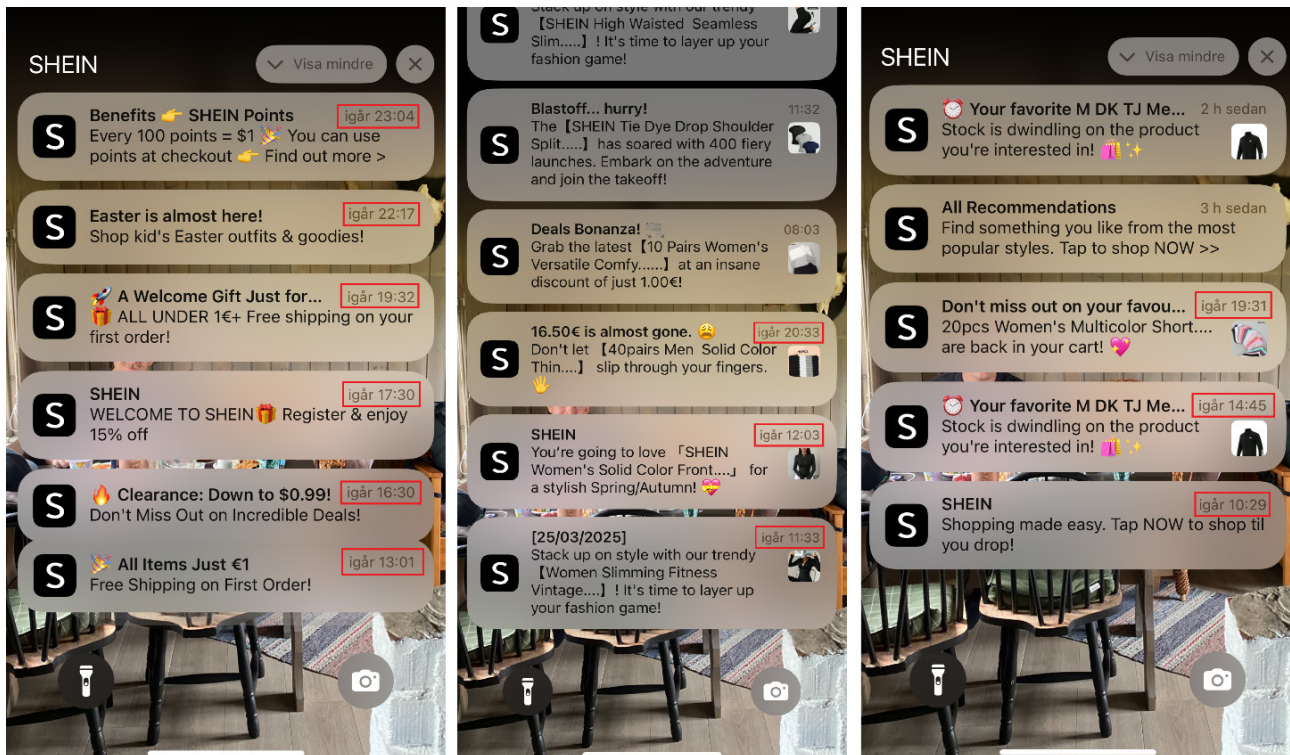 SHEIN
Visa mindre
Benefits 👉 SHEIN Points
igår 23:04
Every 100 points = $1 🎉 You can use
points at checkout 👉 Find out more >
S
Easter is almost here!
igår 22:17
Shop kid's Easter outfits & goodies!
S
🚀 A Welcome Gift Just for...
igår 19:32
🎁 ALL UNDER 1€+ Free shipping on your
first order!
S
SHEIN
igår 17:30
WELCOME TO SHEIN🎁 Register & enjoy
15% off
S
🔥 Clearance: Down to $0.99!
igår 16:30
Don't Miss Out on Incredible Deals!
S
🎉 All Items Just €1
igår 13:01
Free Shipping on First Order!
S
Stack up on style with our trendy
【SHEIN High Waisted Seamless
Slim.....】! It's time to layer up your
fashion game!
S
Blastoff... hurry!
11:32
The【SHEIN Tie Dye Drop Shoulder
Split.....】has soared with 400 fiery
launches. Embark on the adventure
and join the takeoff!
S
Deals Bonanza! 🛒
08:03
Grab the latest【10 Pairs Women's
Versatile Comfy......】at an insane
discount of just 1.00€!
S
16.50€ is almost gone. 😩
igår 20:33
Don't let 【40pairs Men Solid Color
Thin....】 slip through your fingers.
🖐
S
SHEIN
igår 12:03
You're going to love 「SHEIN
Women's Solid Color Front....」 for
a stylish Spring/Autumn! 💝
S
[25/03/2025]
igår 11:33
Stack up on style with our trendy
【Women Slimming Fitness
Vintage....】! It's time to layer up
your fashion game!
S
SHEIN
Visa mindre
⏰ Your favorite M DK TJ Me...
2 h sedan
Stock is dwindling on the product
you're interested in! 🛍️✨
S
All Recommendations
3 h sedan
Find something you like from the most
popular styles. Tap to shop NOW >>
S
Don't miss out on your favou...
igår 19:31
20pcs Women's Multicolor Short....
are back in your cart! 💖
S
⏰ Your favorite M DK TJ Me...
igår 14:45
Stock is dwindling on the product
you're interested in! 🛍️✨
S
SHEIN
igår 10:29
Shopping made easy. Tap NOW to shop til
you drop!
S